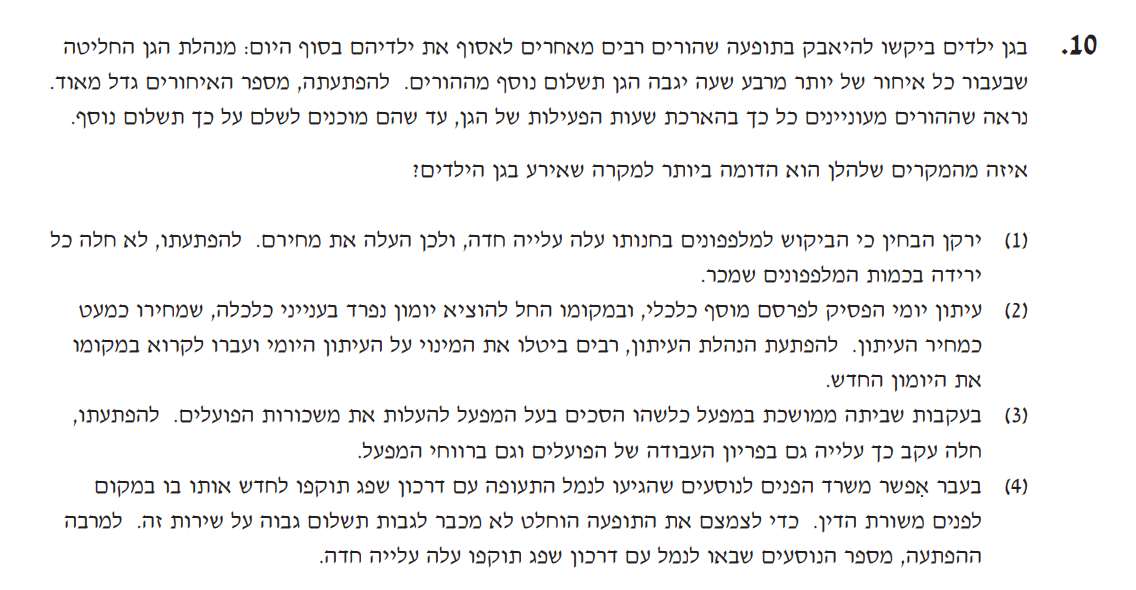 10. בגן ילדים ביקשו להיאבק בתופעה שהורים רבים מאחרים לאסוף את ילדיהם בסוף היום: מנהלת הגן החליטה
שבעבור כל איחור של יותר מרבע שעה יגבה הגן תשלום נוסף מההורים. להפתעתה, מספר האיחורים גדל מאוד.
נראה שההורים מעוניינים כל כך בהארכת שעות הפעילות של הגן, עד שהם מוכנים לשלם על כך תשלום נוסף.
איזה מהמקרים שלהלן הוא הדומה ביותר למקרה שאירע בגן הילדים?
(1) ירקן הבחין כי הביקוש למלפפונים בחנותו עלה עלייה חדה, ולכן העלה את מחירם. להפתעתו, לא חלה כל
ירידה בכמות המלפפונים שמכר.
(2) עיתון יומי הפסיק לפרסם מוסף כלכלי, ובמקומו החל להוציא יומון נפרד בענייני כלכלה, שמחירו כמעט
כמחיר העיתון. להפתעת הנהלת העיתון, רבים ביטלו את המינוי על העיתון היומי ועברו לקרוא במקומו
את היומון החדש.
(3) בעקבות שביתה ממושכת במפעל כלשהו הסכים בעל המפעל להעלות את משכורות הפועלים. להפתעתו,
חלה עקב כך עלייה גם בפריון העבודה של הפועלים וגם ברווחי המפעל.
(4) בעבר אִפשר משרד הפנים לנוסעים שהגיעו לנמל התעופה עם דרכון שפג תוקפו לחדש אותו בו במקום
לפנים משורת הדין. כדי לצמצם את התופעה הוחלט לא מכבר לגבות תשלום גבוה על שירות זה. למרבה
ההפתעה, מספר הנוסעים שבאו לנמל עם דרכון שפג תוקפו עלה עלייה חדה.